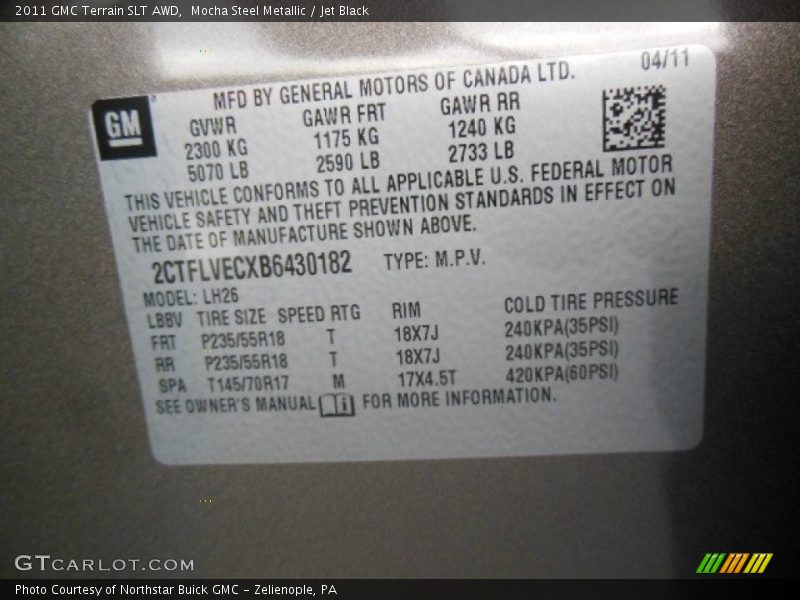 2011 GMC Terrain SLT AWD,  Mocha Steel Metallic / Jet Black
04/11
MFD BY GENERAL MOTORS OF CANADA LTD.
GM
GVWR GAWR FRT GAWR RR
2300 KG 1175 KG 1240 KG
5070 LB 2590 LB 2733 LB
THIS VEHICLE CONFORMS TO ALL APPLICABLE U.S. FEDERAL MOTOR
VEHICLE SAFETY AND THEFT PREVENTION STANDARDS IN EFFECT ON
THE DATE OF MANUFACTURE SHOWN ABOVE.
2CTFLVECXB6430182 TYPE: M.P.V.
MODEL: LH26
LBBV TIRE SIZE SPEED RTG RIM COLD TIRE PRESSURE
FRT P235/55R18 T 18X7J 240KPA(35PSI)
RR P235/55R18 T 18X7J 240KPA(35PSI)
SPA T145/70R17 M 17X4.5T 420KPA(60PSI)
SEE OWNER'S MANUAL i FOR MORE INFORMATION.
GTCARLOT.COM
Photo Courtesy of Northstar Buick GMC - Zelienople, PA